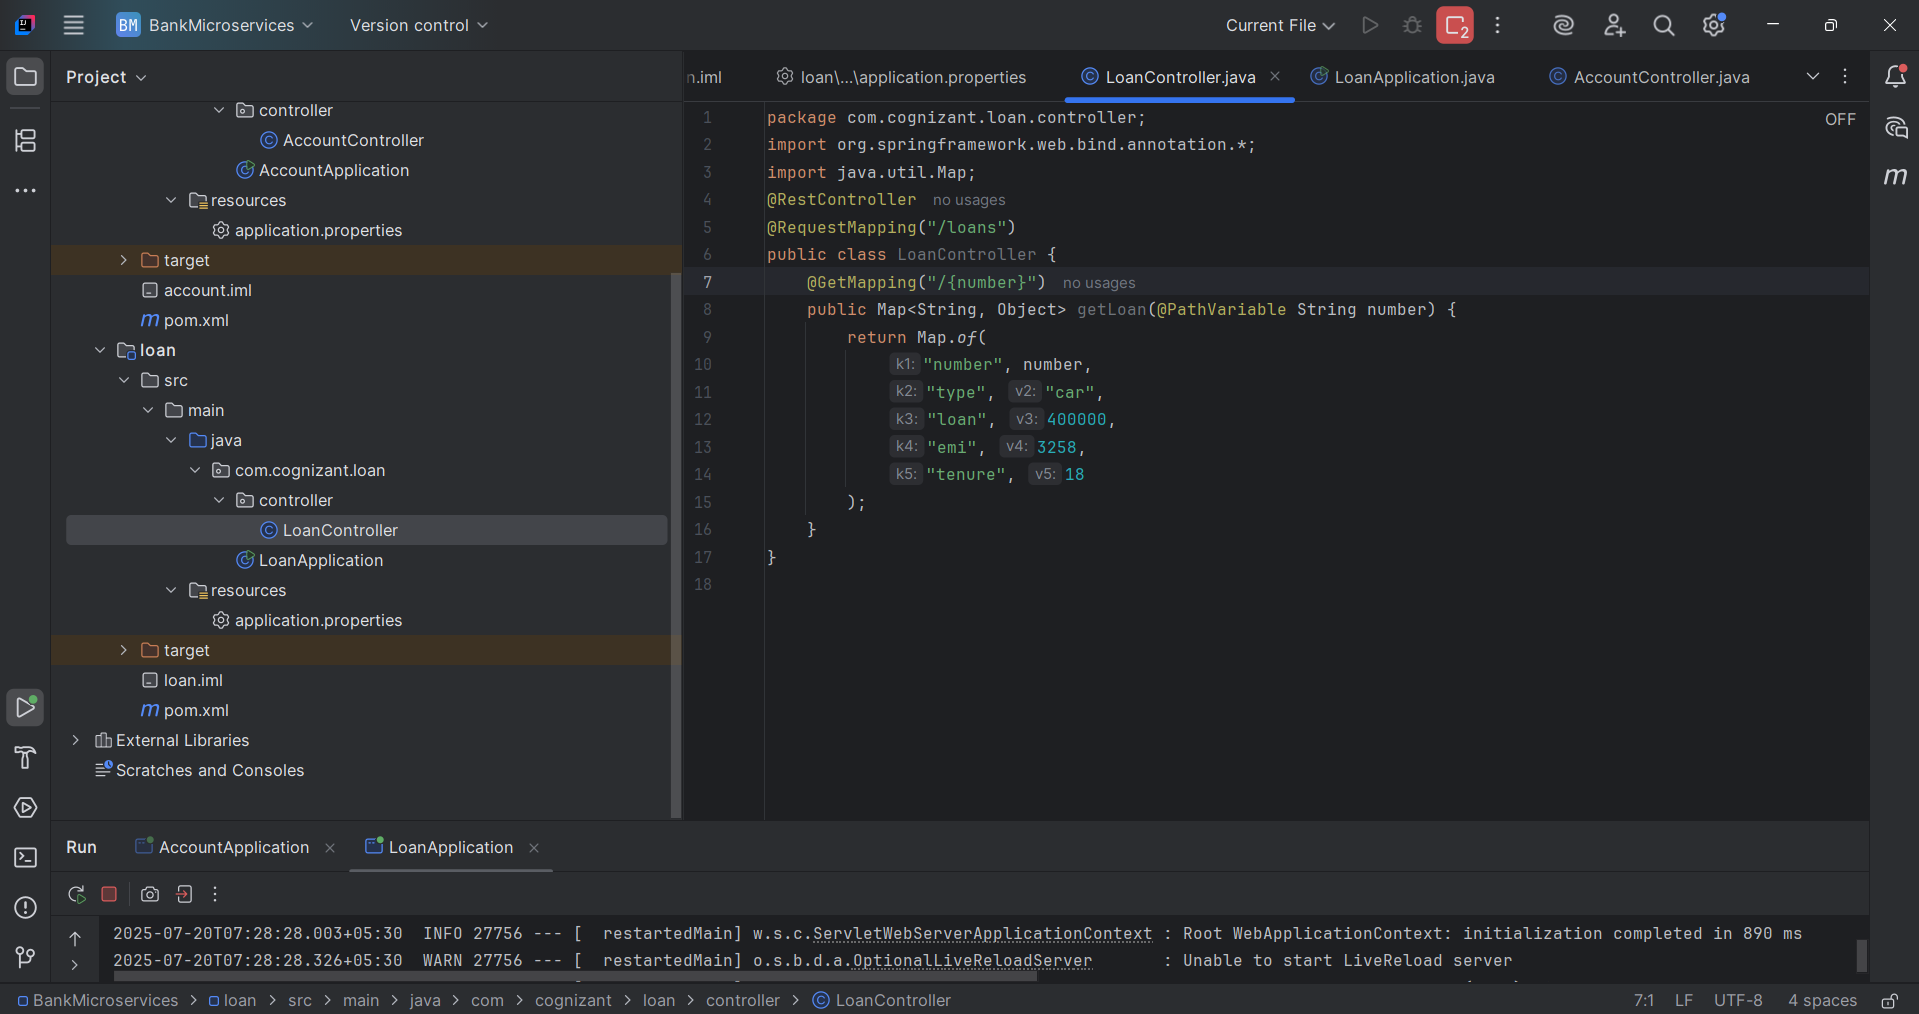 BM BankMicroservices Version control Current File 2
Project
n.iml loan\...\application.properties LoanController.java LoanApplication.java AccountController.java
controller
AccountController
AccountApplication
resources
application.properties
target
account.iml
m pom.xml
loan
src
main
java
com.cognizant.loan
controller
LoanController
LoanApplication
resources
application.properties
target
loan.iml
m pom.xml
External Libraries
Scratches and Consoles
OFF
m
1 package com.cognizant.loan.controller;
2 import org.springframework.web.bind.annotation.*;
3 import java.util.Map;
4 @RestController no usages
5 @RequestMapping("/loans")
6 public class LoanController {
7 @GetMapping("/{number}") no usages
8 public Map<String, Object> getLoan(@PathVariable String number) {
9 return Map.of(
10 k1: "number", number,
11 k2: "type", v2: "car",
12 k3: "loan", v3: 400000,
13 k4: "emi", v4: 3258,
14 k5: "tenure", v5: 18
15 );
16 }
17 }
18
Run AccountApplication LoanApplication
2025-07-20T07:28:28.003+05:30 INFO 27756 --- [ restartedMain] w.s.c.ServletWebServerApplicationContext : Root WebApplicationContext: initialization completed in 890 ms
2025-07-20T07:28:28.326+05:30 WARN 27756 --- [ restartedMain] o.s.b.d.a.OptionalLiveReloadServer : Unable to start LiveReload server
BankMicroservices > loan > src > main > java > com > cognizant > loan > controller > LoanController 7:1 LF UTF-8 4 spaces